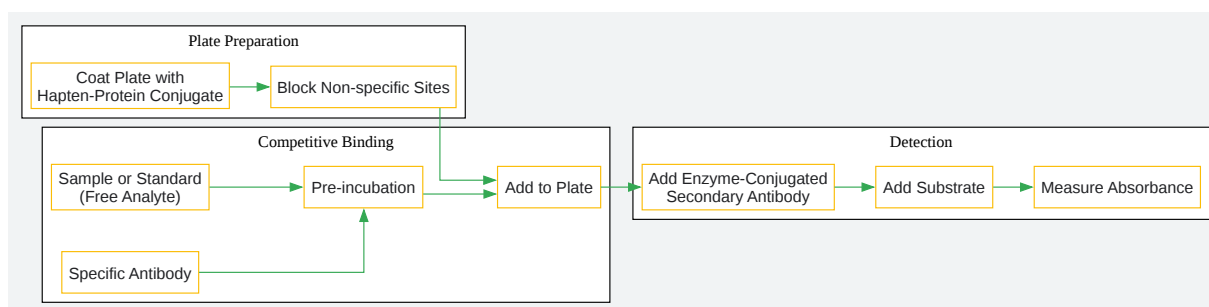 Plate Preparation
Coat Plate with
Hapten-Protein Conjugate
Block Non-specific Sites
Competitive Binding
Sample or Standard
(Free Analyte)
Pre-incubation
Add to Plate
Specific Antibody
Detection
Add Enzyme-Conjugated
Secondary Antibody
Add Substrate
Measure Absorbance